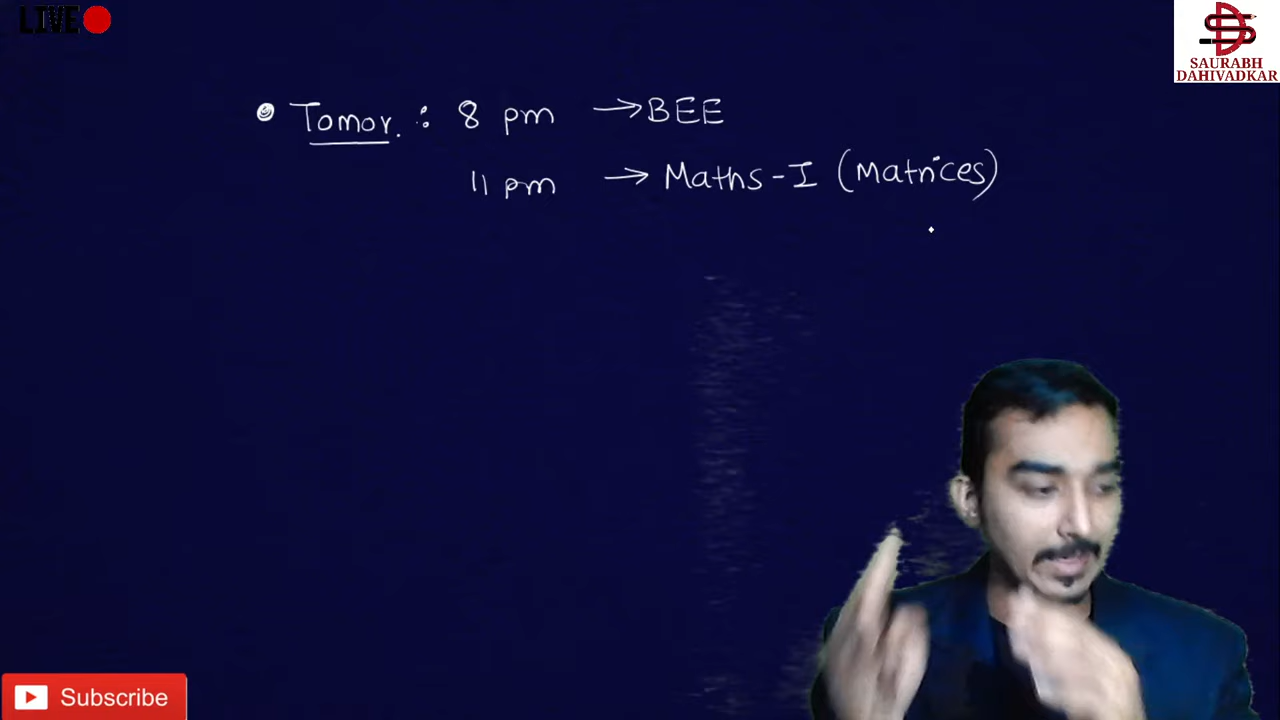 LIVE
SAURABH
DAHIVADKAR
Tomor. : 8 pm → BEE
11 pm → Maths-I (Matrices)
Subscribe